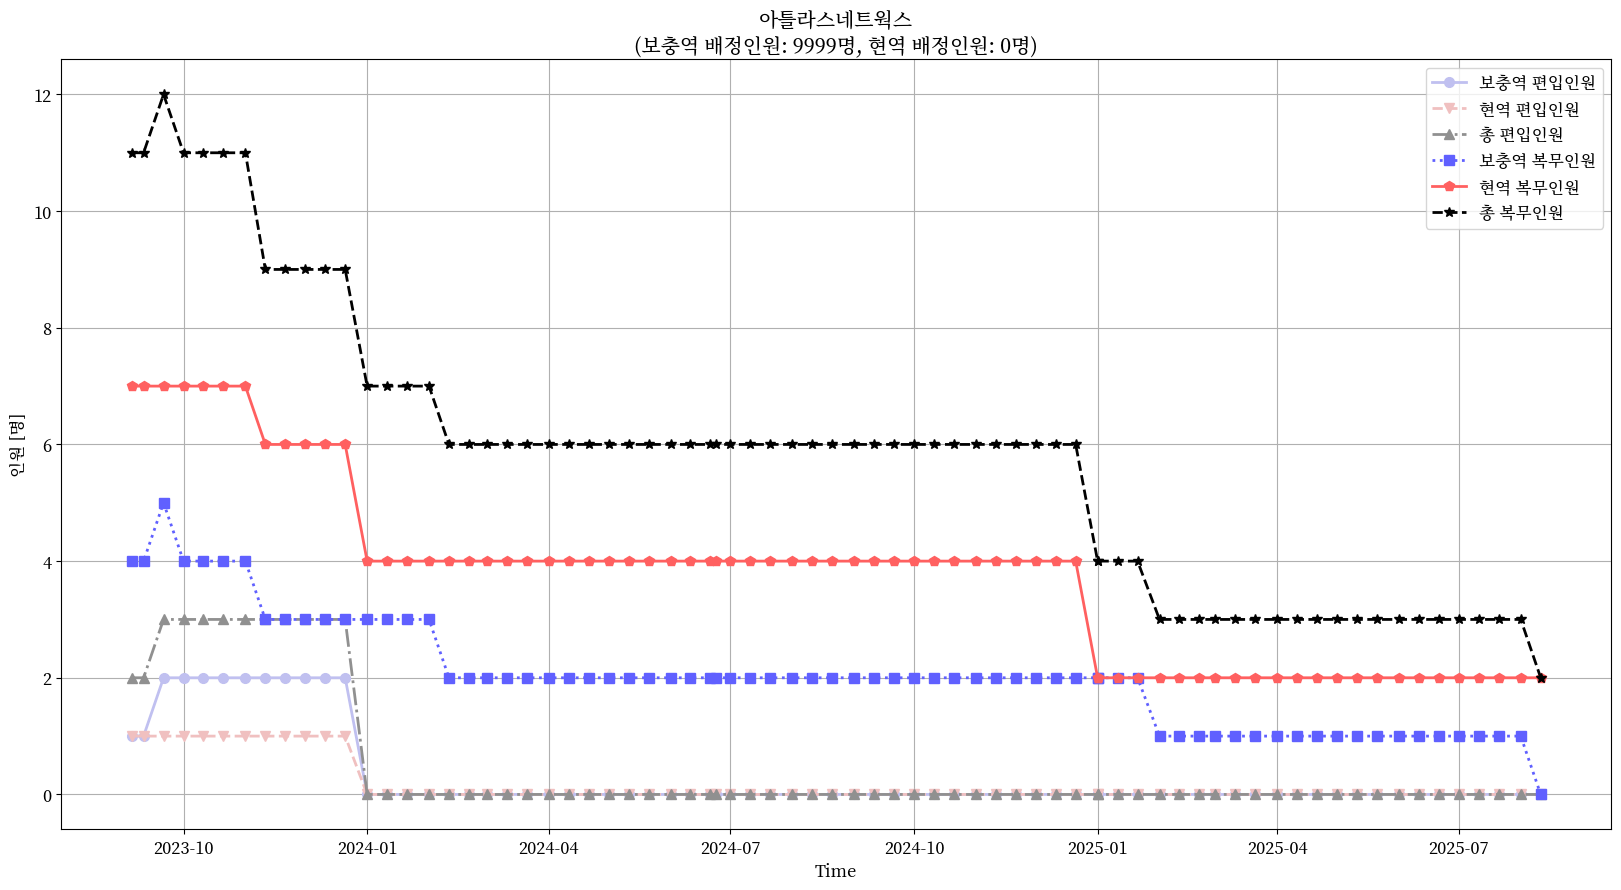 아틀라스네트웍스
(보충역 배정인원: 9999명, 현역 배정인원: 0명)
보충역 편입인원
현역 편입인원
총 편입인원
보충역 복무인원
현역 복무인원
총 복무인원
인원 [명]
12
10
8
6
4
2
0
2023-10
2024-01
2024-04
2024-07
2024-10
2025-01
2025-04
2025-07
Time